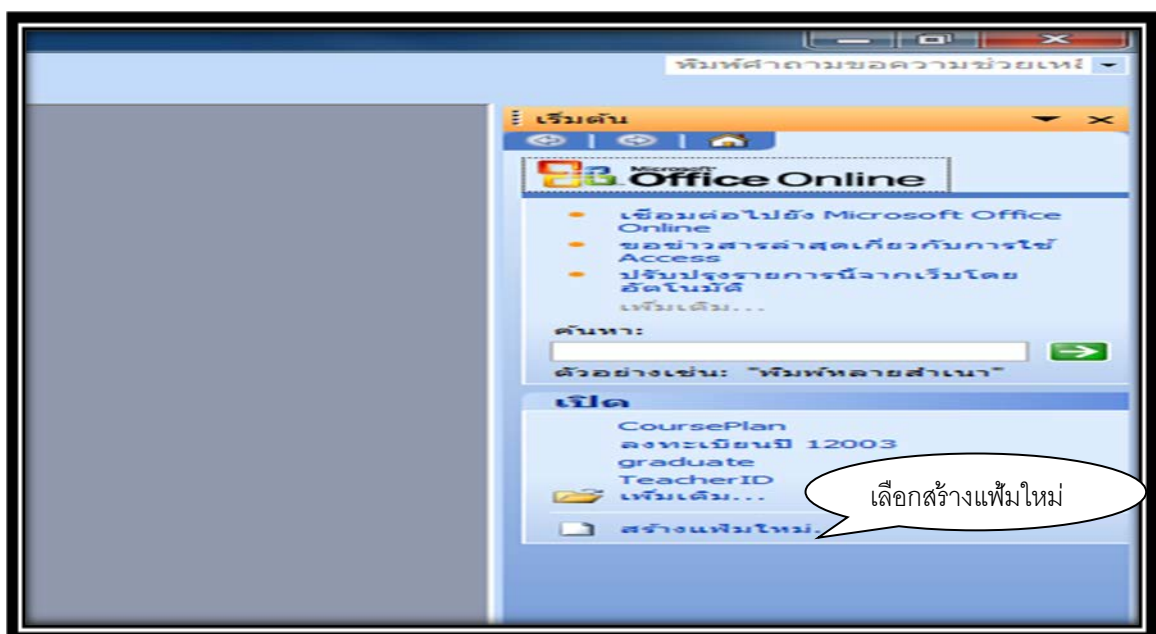 พิมพ์คำถามขอความช่วยเหลื
เริ่มต้น
Microsoft
Office Online
เชื่อมต่อไปยัง Microsoft Office
Online
ขอข่าวสารล่าสุดเกี่ยวกับการใช้
Access
ปรับปรุงรายการนี้จากเว็บโดย
อัตโนมัติ
เพิ่มเติม...
ค้นหา:
ตัวอย่างเช่น: "พิมพ์หลายสำเนา"
เปิด
CoursePlan
ลงทะเบียนปี 12003
graduate
TeacherID
เพิ่มเติม...
เลือกสร้างแฟ้มใหม่
สร้างแฟ้มใหม่.